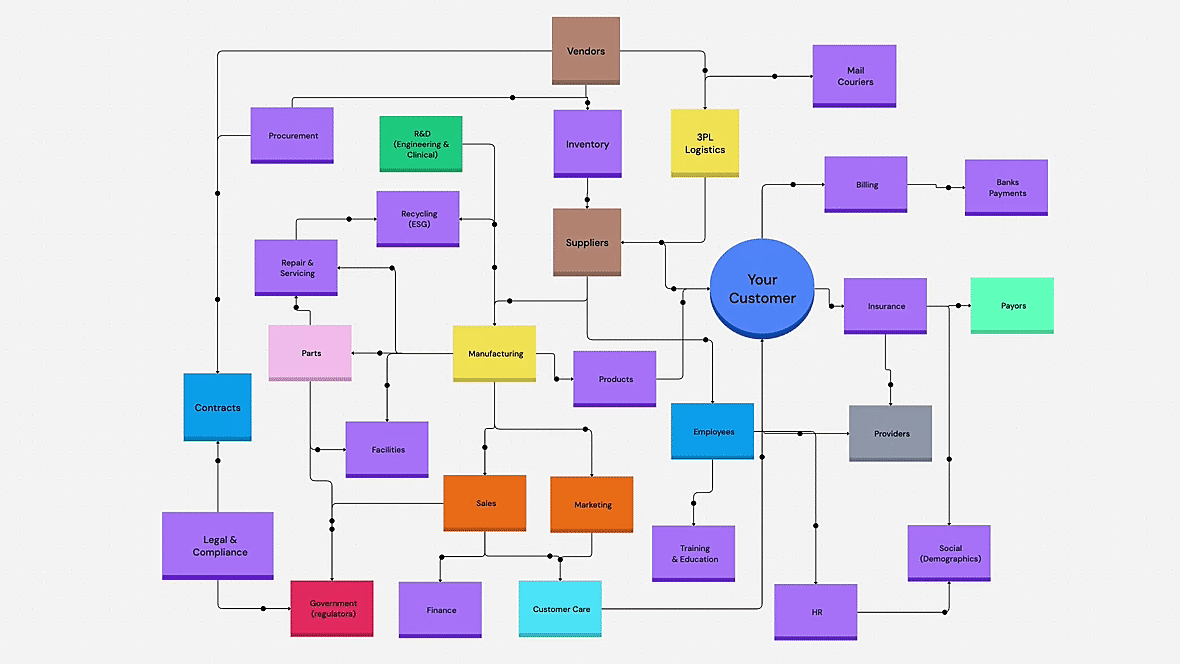 Vendors
Mail
Couriers
Procurement
R&D
(Engineering &
Clinical)
Inventory
3PL
Logistics
Billing
Banks
Payments
Recycling
(ESG)
Suppliers
Repair &
Servicing
Your
Customer
Insurance
Payors
Parts
Manufacturing
Products
Contracts
Employees
Providers
Facilities
Sales
Marketing
Legal &
Compliance
Training
& Education
Social
(Demographics)
Government
(regulators)
Finance
Customer Care
HR